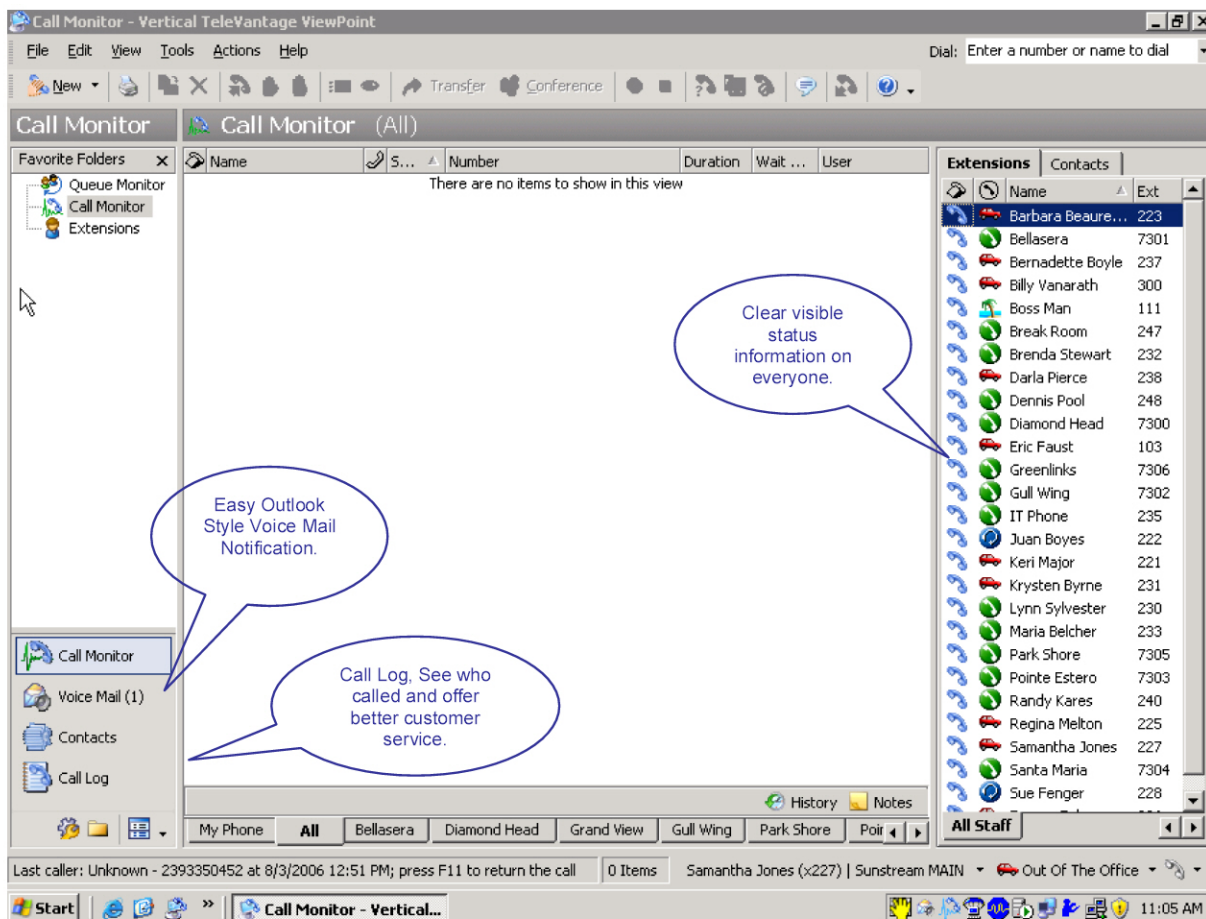 Call Monitor - Vertical TeleVantage ViewPoint
File Edit View Tools Actions Help
Dial: Enter a number or name to dial
New Transfer Conference
Call Monitor
Call Monitor (All)
Favorite Folders
Queue Monitor
Call Monitor
Extensions
Name S... Number Duration Wait ... User
There are no items to show in this view
Extensions Contacts
Name Ext
Barbara Beaure... 223
Bellasera 7301
Bernadette Boyle 237
Billy Vanarath 300
Boss Man 111
Break Room 247
Brenda Stewart 232
Darla Pierce 238
Dennis Pool 248
Diamond Head 7300
Eric Faust 103
Greenlinks 7306
Gull Wing 7302
IT Phone 235
Juan Boyes 222
Keri Major 221
Krysten Byrne 231
Lynn Sylvester 230
Maria Belcher 233
Park Shore 7305
Pointe Estero 7303
Randy Kares 240
Regina Melton 225
Samantha Jones 227
Santa Maria 7304
Sue Fenger 228
All Staff
Clear visible
status
information on
everyone.
Easy Outlook
Style Voice Mail
Notification.
Call Log, See who
called and offer
better customer
service.
Call Monitor
Voice Mail (1)
Contacts
Call Log
History Notes
My Phone All Bellasera Diamond Head Grand View Gull Wing Park Shore Poir
Last caller: Unknown - 2393350452 at 8/3/2006 12:51 PM; press F11 to return the call 0 Items Samantha Jones (x227) | Sunstream MAIN Out Of The Office
Start » Call Monitor - Vertical... 11:05 AM